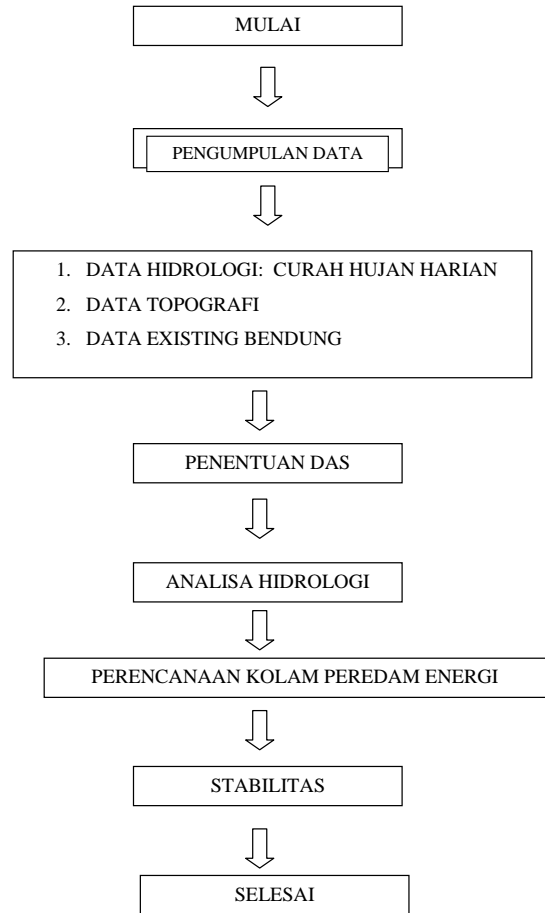 MULAI
PENGUMPULAN DATA
1. DATA HIDROLOGI: CURAH HUJAN HARIAN
2. DATA TOPOGRAFI
3. DATA EXISTING BENDUNG
PENENTUAN DAS
ANALISA HIDROLOGI
PERENCANAAN KOLAM PEREDAM ENERGI
STABILITAS
SELESAI